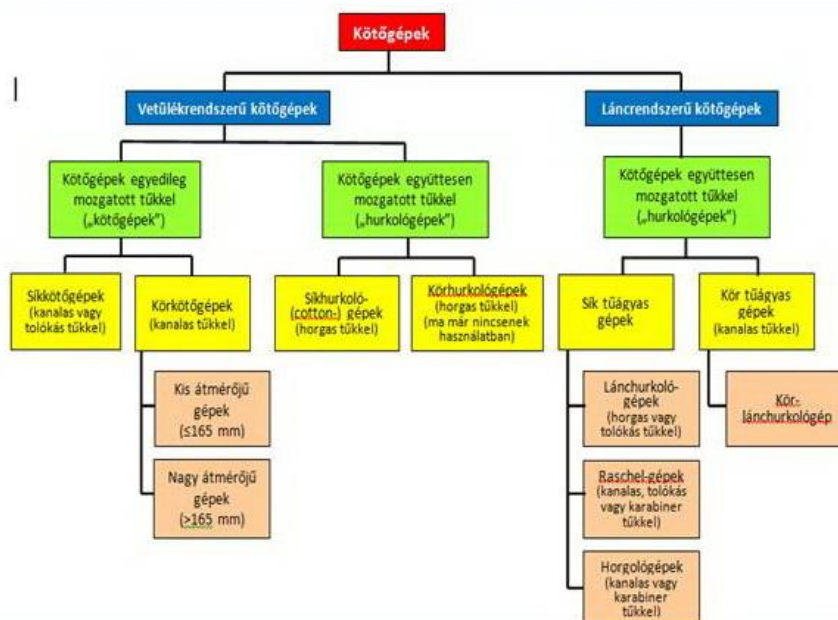 Kötőgépek
Vetülékrendszerű kötőgépek
Láncrendszerű kötőgépek
Kötőgépek egyedileg
mozgatott tűkkel
(„kötőgépek”)
Kötőgépek együttesen
mozgatott tűkkel
(„hurkológépek”)
Kötőgépek együttesen
mozgatott tűkkel
(„hurkológépek”)
Síkkötőgépek
(kanalas vagy
tolókás tűkkel)
Körkötőgépek
(kanalas tűkkel)
Síkhurkoló-
(cotton-) gépek
(horgas tűkkel)
Körhurkológépek
(horgas tűkkel)
(ma már nincsenek
használatban)
Sík tűágyas
gépek
Kör tűágyas
gépek
(kanalas tűkkel)
Kis átmérőjű
gépek
(≤165 mm)
Nagy átmérőjű
gépek
(>165 mm)
Lánchurkoló-
gépek
(horgas vagy
tolókás tűkkel)
Raschel-gépek
(kanalas, tolókás
vagy karabiner
tűkkel)
Horgológépek
(kanalas vagy
karabiner
tűkkel)
Kör-
lánchurkológép